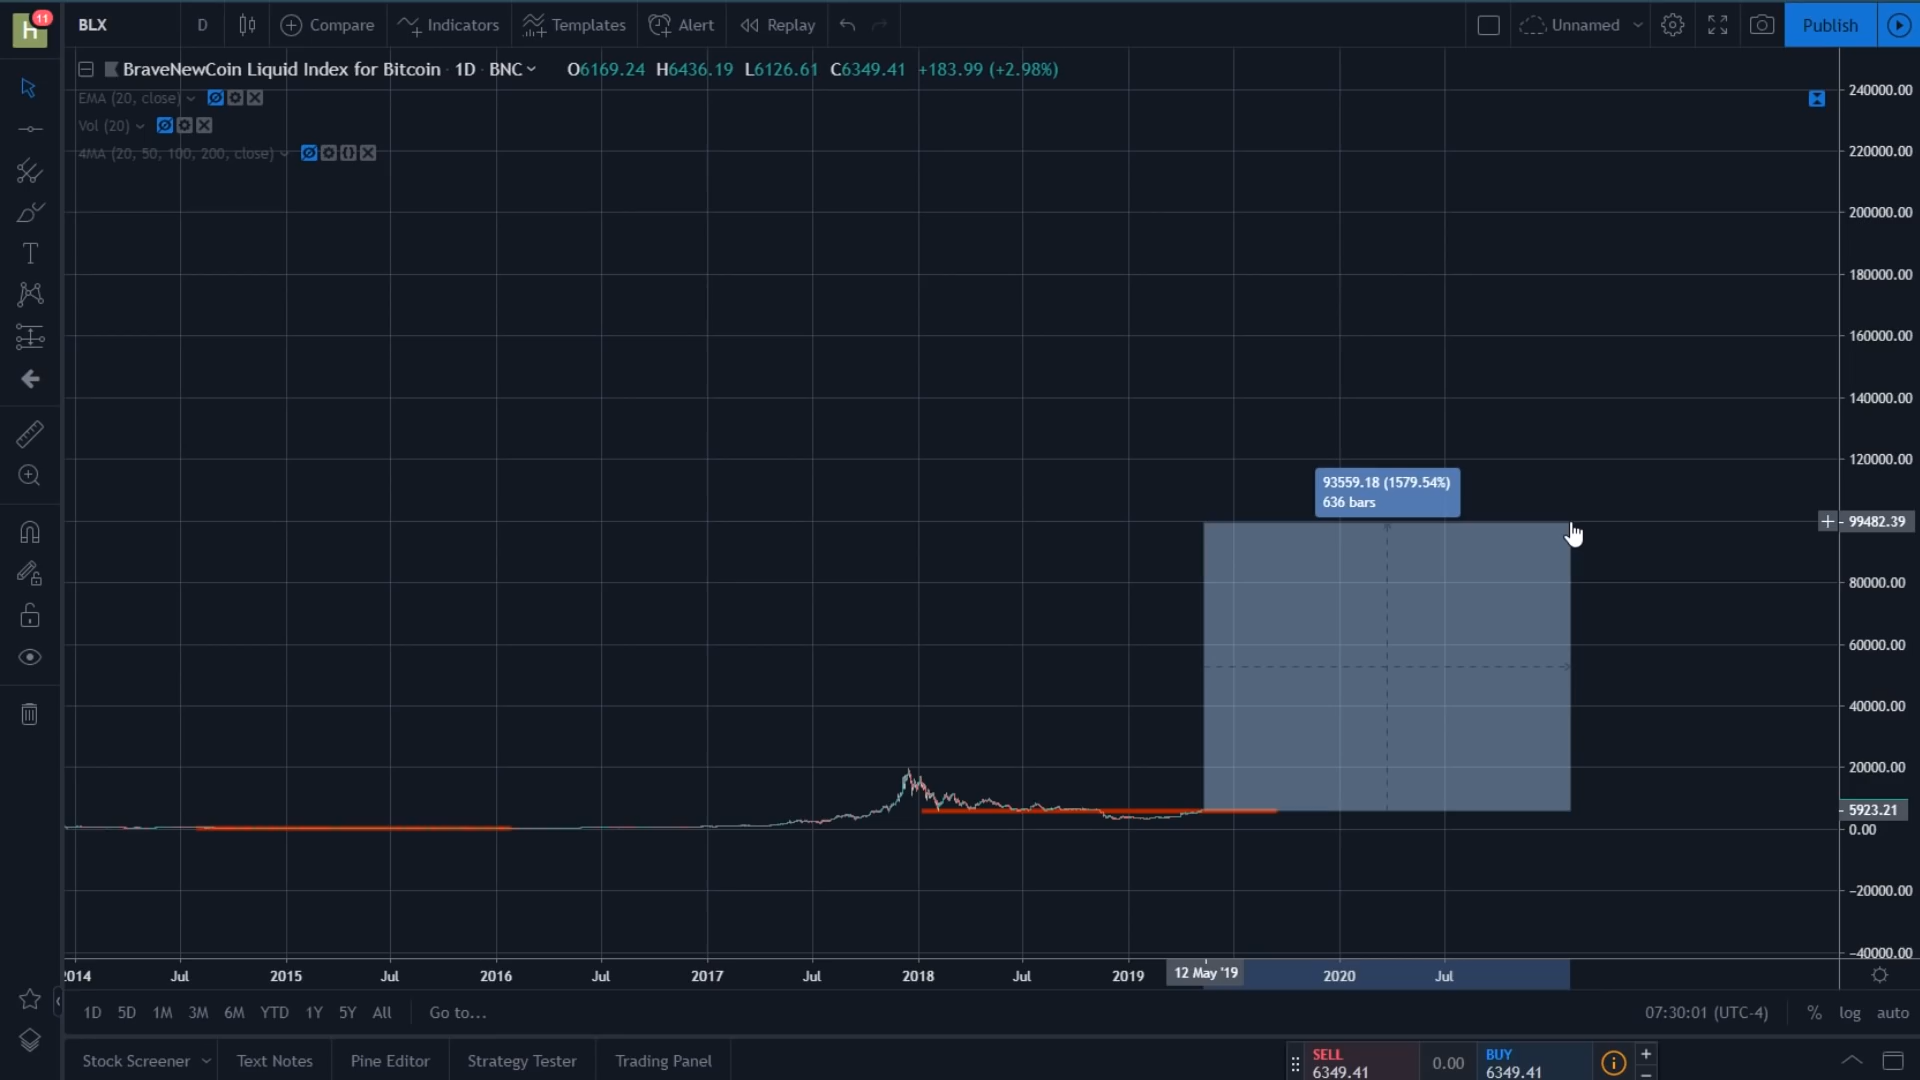 h 11
BLX D Compare Indicators Templates Alert Replay Unnamed Publish
BraveNewCoin Liquid Index for Bitcoin · 1D · BNC O6169.24 H6436.19 L6126.61 C6349.41 +183.99 (+2.98%)
EMA (20, close)
Vol (20)
4MA (20, 50, 100, 200, close)
240000.00
220000.00
200000.00
180000.00
160000.00
140000.00
120000.00
93559.18 (1579.54%)
636 bars
99482.39
80000.00
60000.00
40000.00
20000.00
5923.21
0.00
−20000.00
−40000.00
2014 Jul 2015 Jul 2016 Jul 2017 Jul 2018 Jul 2019 12 May '19 2020 Jul
1D 5D 1M 3M 6M YTD 1Y 5Y All Go to... 07:30:01 (UTC-4) % log auto
Stock Screener Text Notes Pine Editor Strategy Tester Trading Panel
SELL
6349.41
0.00
BUY
6349.41